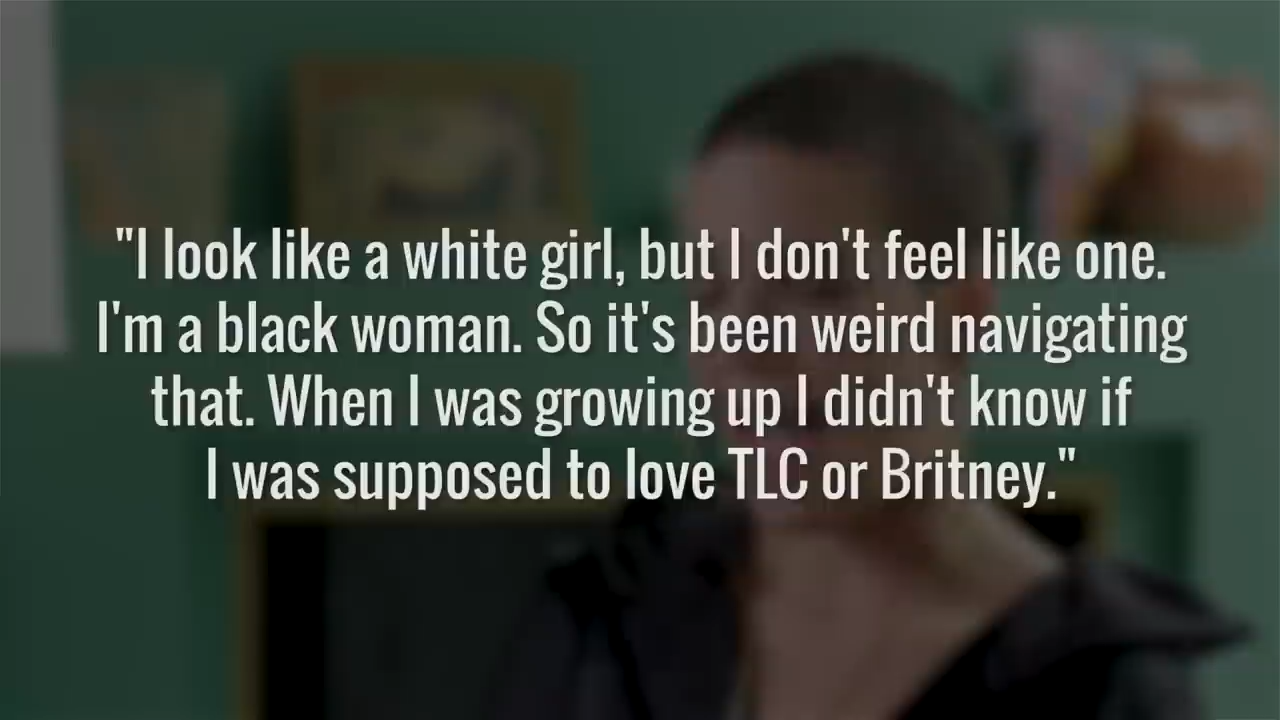 "I look like a white girl, but I don't feel like one.
I'm a black woman. So it's been weird navigating
that. When I was growing up I didn't know if
I was supposed to love TLC or Britney."